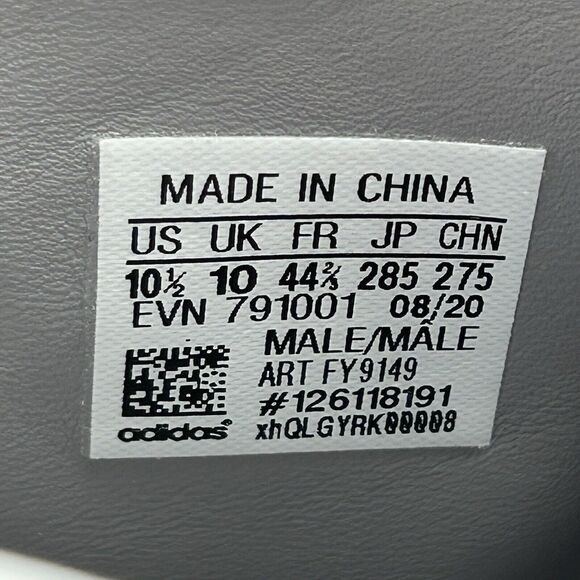 MADE IN CHINA
US UK FR JP CHN
10½ 10 44⅔ 285 275
EVN 791001 08/20
MALE/MÂLE
ART FY9149
#126118191
adidas xhQLGYRK00008